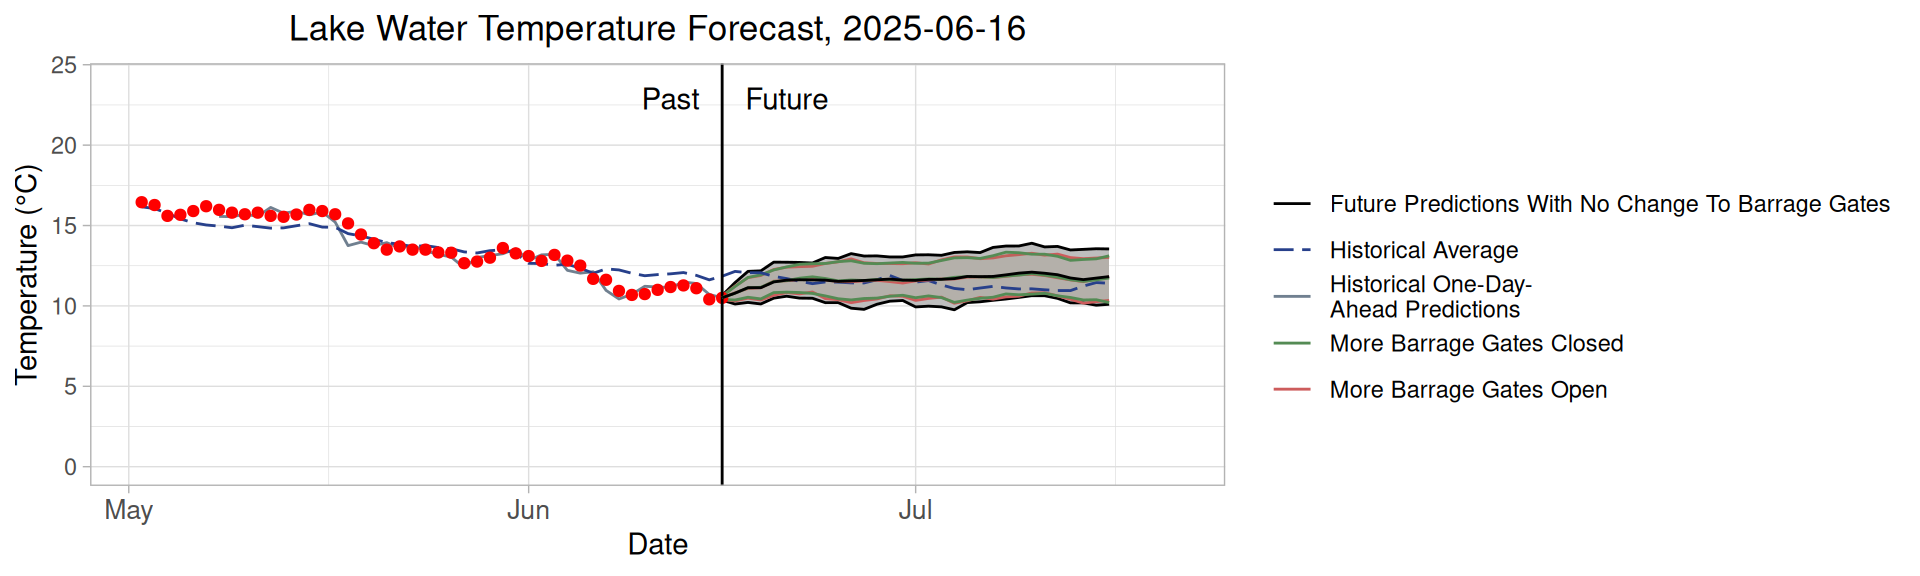 Lake Water Temperature Forecast, 2025-06-16
25
20
15
10
5
0
Temperature (°C)
Past
Future
May
Jun
Jul
Date
Future Predictions With No Change To Barrage Gates
Historical Average
Historical One-Day-
Ahead Predictions
More Barrage Gates Closed
More Barrage Gates Open